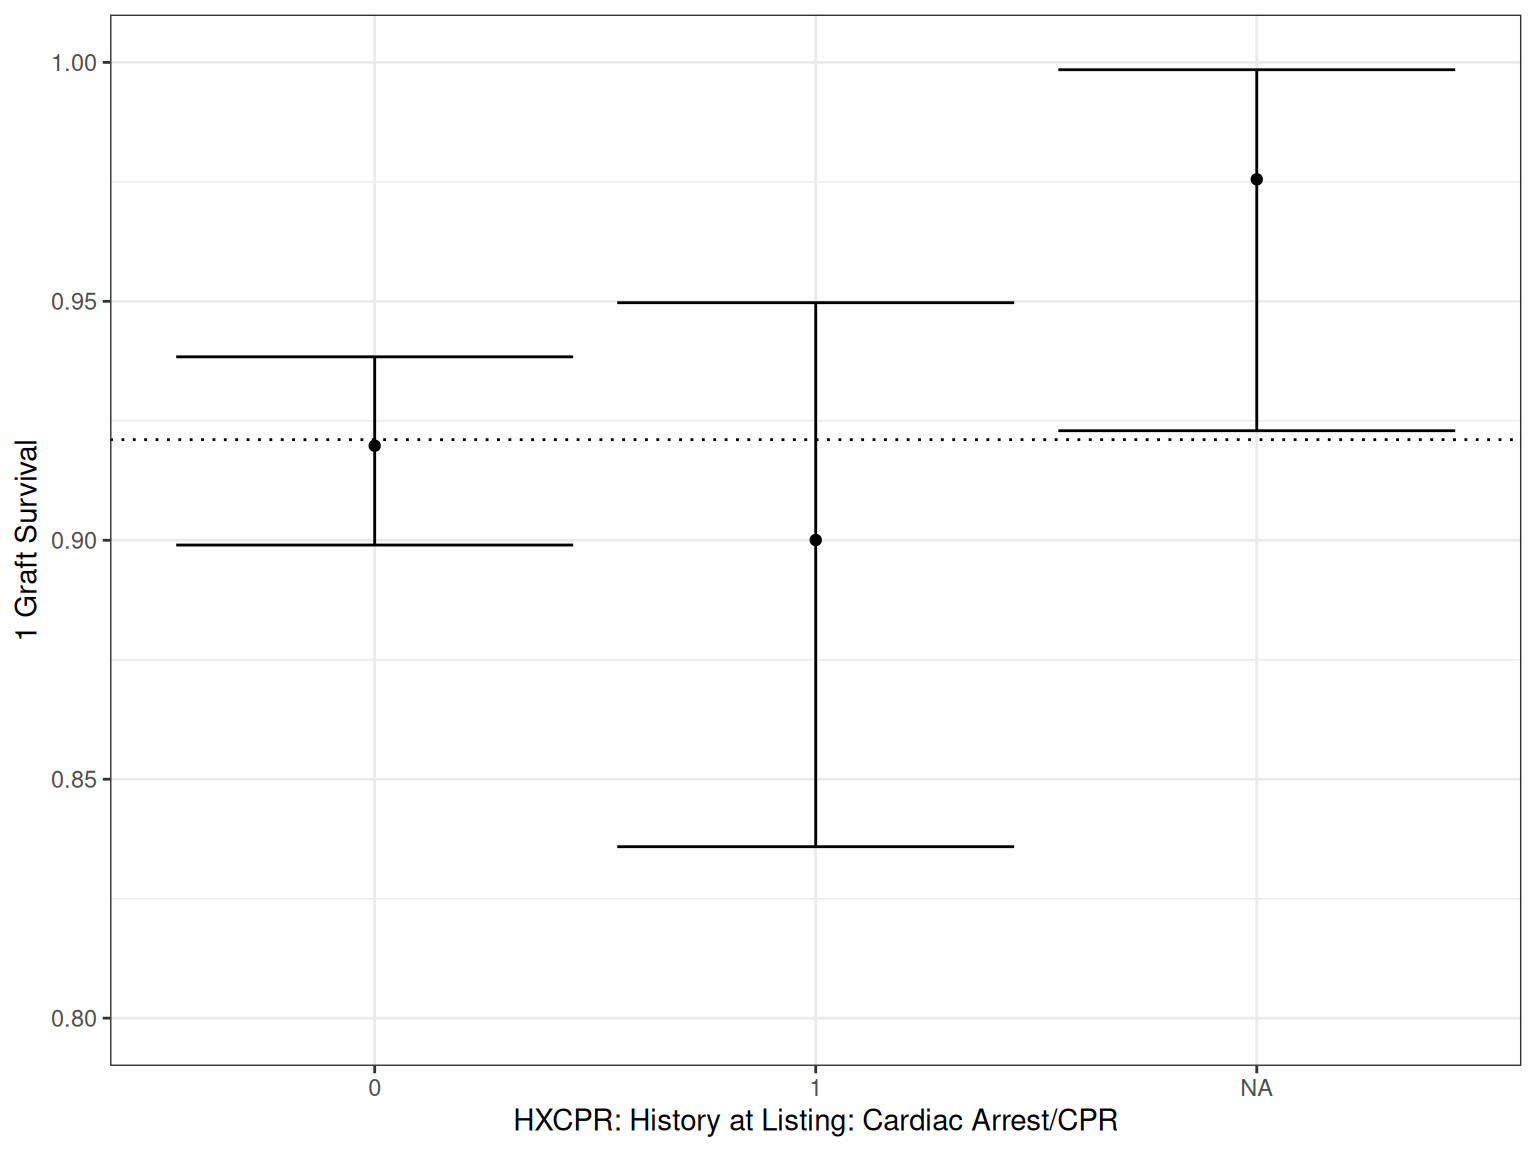 1.00
0.95
0.90
0.85
0.80
1 Graft Survival
0 1 NA
HXCPR: History at Listing: Cardiac Arrest/CPR